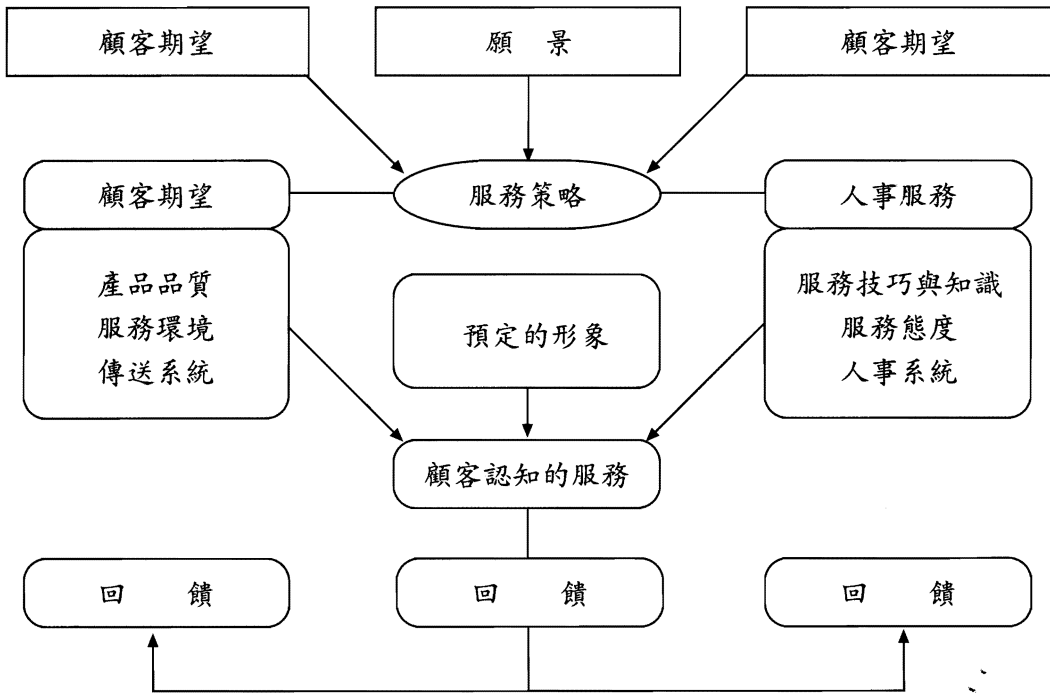 顧客期望
願 景
顧客期望
顧客期望
服務策略
人事服務
產品品質
服務環境
傳送系統
預定的形象
服務技巧與知識
服務態度
人事系統
顧客認知的服務
回 饋
回 饋
回 饋